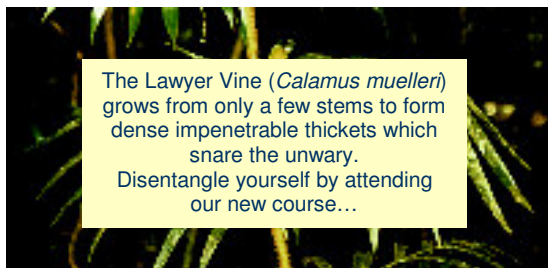 The Lawyer Vine (Calamus muelleri)
grows from only a few stems to form
dense impenetrable thickets which
snare the unwary.
Disentangle yourself by attending
our new course…